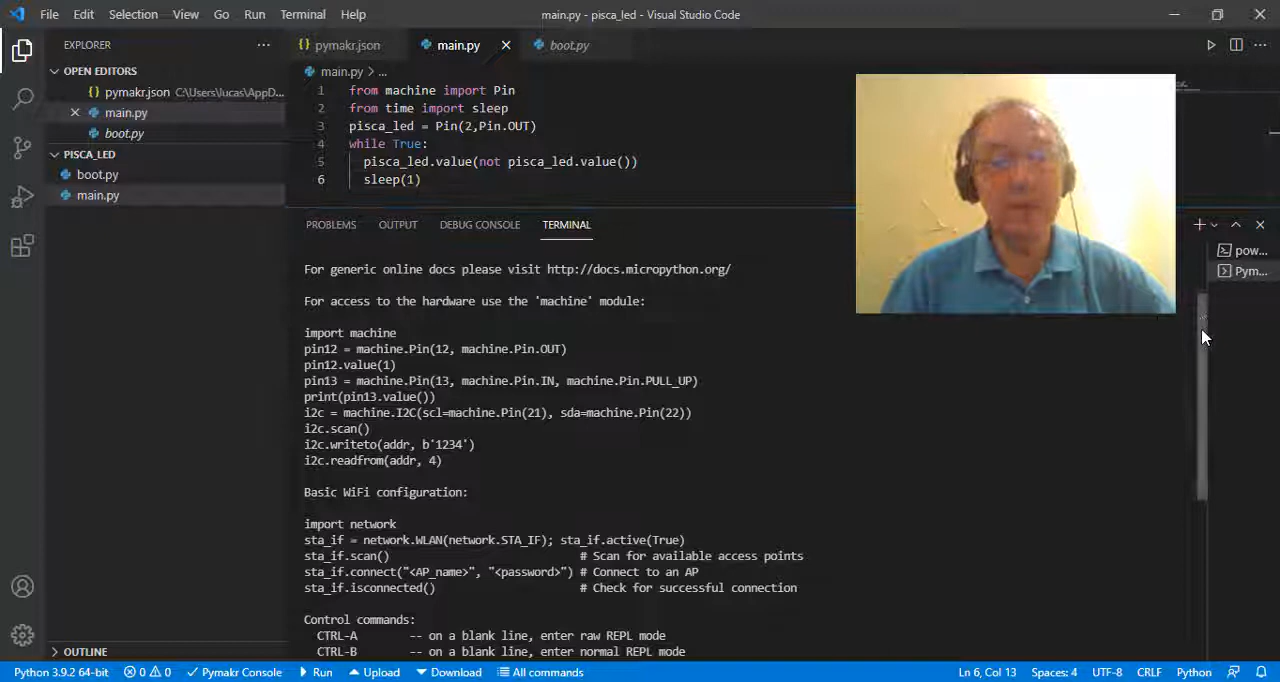 File Edit Selection View Go Run Terminal Help main.py - pisca_led - Visual Studio Code
EXPLORER
OPEN EDITORS
pymakr.json C:\Users\lucas\AppD...
main.py
boot.py
PISCA_LED
boot.py
main.py
OUTLINE
pymakr.json main.py boot.py
main.py > ...
1 from machine import Pin
2 from time import sleep
3 pisca_led = Pin(2,Pin.OUT)
4 while True:
5 pisca_led.value(not pisca_led.value())
6 sleep(1)
PROBLEMS OUTPUT DEBUG CONSOLE TERMINAL
pow...
Pym...
For generic online docs please visit http://docs.micropython.org/
For access to the hardware use the 'machine' module:
import machine
pin12 = machine.Pin(12, machine.Pin.OUT)
pin12.value(1)
pin13 = machine.Pin(13, machine.Pin.IN, machine.Pin.PULL_UP)
print(pin13.value())
i2c = machine.I2C(scl=machine.Pin(21), sda=machine.Pin(22))
i2c.scan()
i2c.writeto(addr, b'1234')
i2c.readfrom(addr, 4)
Basic WiFi configuration:
import network
sta_if = network.WLAN(network.STA_IF); sta_if.active(True)
sta_if.scan() # Scan for available access points
sta_if.connect("<AP_name>", "<password>") # Connect to an AP
sta_if.isconnected() # Check for successful connection
Control commands:
CTRL-A -- on a blank line, enter raw REPL mode
CTRL-B -- on a blank line, enter normal REPL mode
Python 3.9.2 64-bit 0 0 Pymakr Console Run Upload Download All commands Ln 6, Col 13 Spaces: 4 UTF-8 CRLF Python